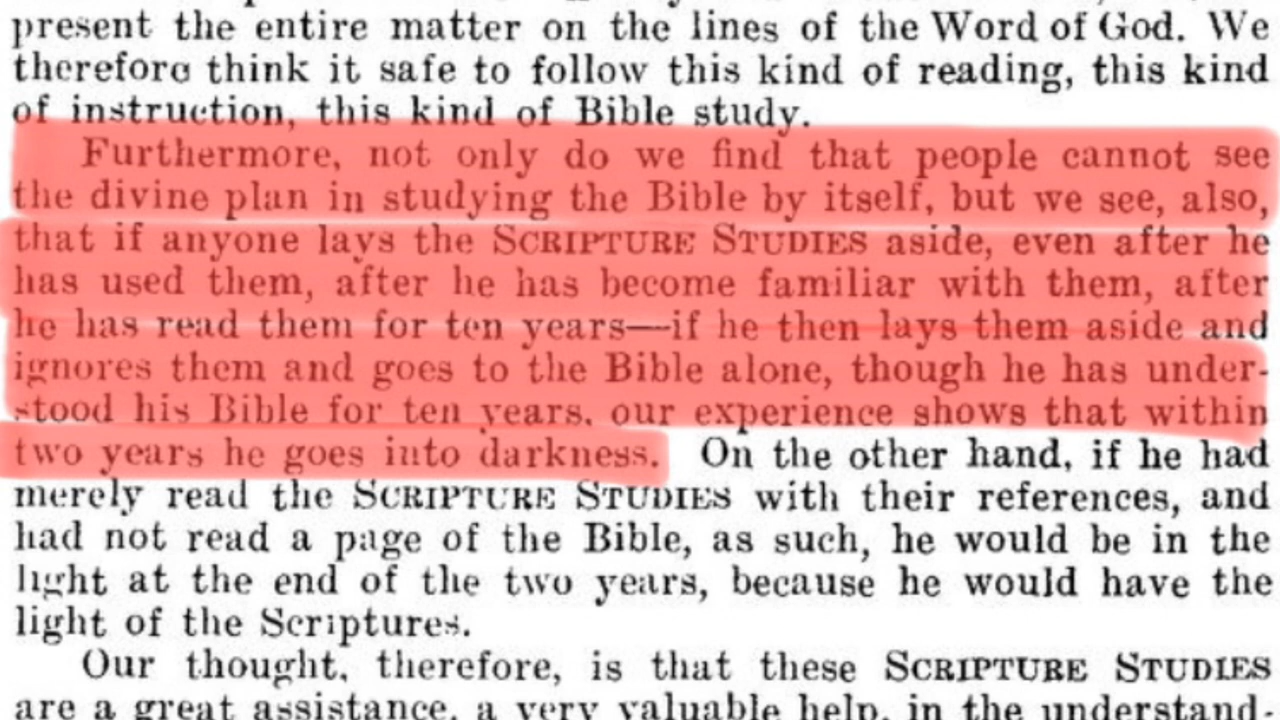 present the entire matter on the lines of the Word of God. We
therefore think it safe to follow this kind of reading, this kind
of instruction, this kind of Bible study.
Furthermore, not only do we find that people cannot see
the divine plan in studying the Bible by itself, but we see, also,
that if anyone lays the SCRIPTURE STUDIES aside, even after he
has used them, after he has become familiar with them, after
he has read them for ten years—if he then lays them aside and
ignores them and goes to the Bible alone, though he has under-
stood his Bible for ten years, our experience shows that within
two years he goes into darkness. On the other hand, if he had
merely read the SCRIPTURE STUDIES with their references, and
had not read a page of the Bible, as such, he would be in the
light at the end of the two years, because he would have the
light of the Scriptures.
Our thought, therefore, is that these SCRIPTURE STUDIES
are a great assistance, a very valuable help, in the understand-